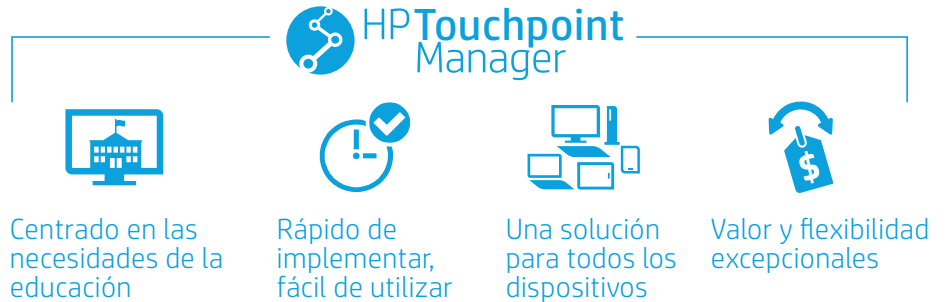 HP Touchpoint
Manager
Centrado en las
necesidades de la
educación
Rápido de
implementar,
fácil de utilizar
Una solución
para todos los
dispositivos
Valor y flexibilidad
excepcionales
$